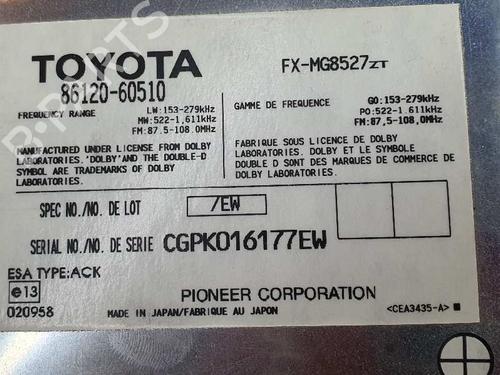 TOYOTA
86120-60510
FX-MG8527ZT
FREQUENCY RANGE
LW:153-279kHz
MW:522-1,611kHz
FM:87.5-108.0MHz
GAMME DE FREQUENCE
GO:153-279kHz
PO:522-1.611kHz
FM:87,5-108,0MHz
MANUFACTURED UNDER LICENSE FROM DOLBY
LABORATORIES. 'DOLBY' AND THE DOUBLE-D
SYMBOL ARE TRADEMARKS OF DOLBY
LABORATORIES.
FABRIQUE SOUS LICENCE DE DOLBY
LABORATORIES. DOLBY ET LE SYMBOLE
DOUBLE D SONT DES MARQUES DE COMMERCE DE
DOLBY LABORATORIES.
SPEC NO./NO. DE LOT
/EW
SERIAL NO./NO. DE SERIE CGPK016177EW
ESA TYPE:ACK
e13
020958
PIONEER CORPORATION
MADE IN JAPAN/FABRIQUE AU JAPON
<CEA3435-A>